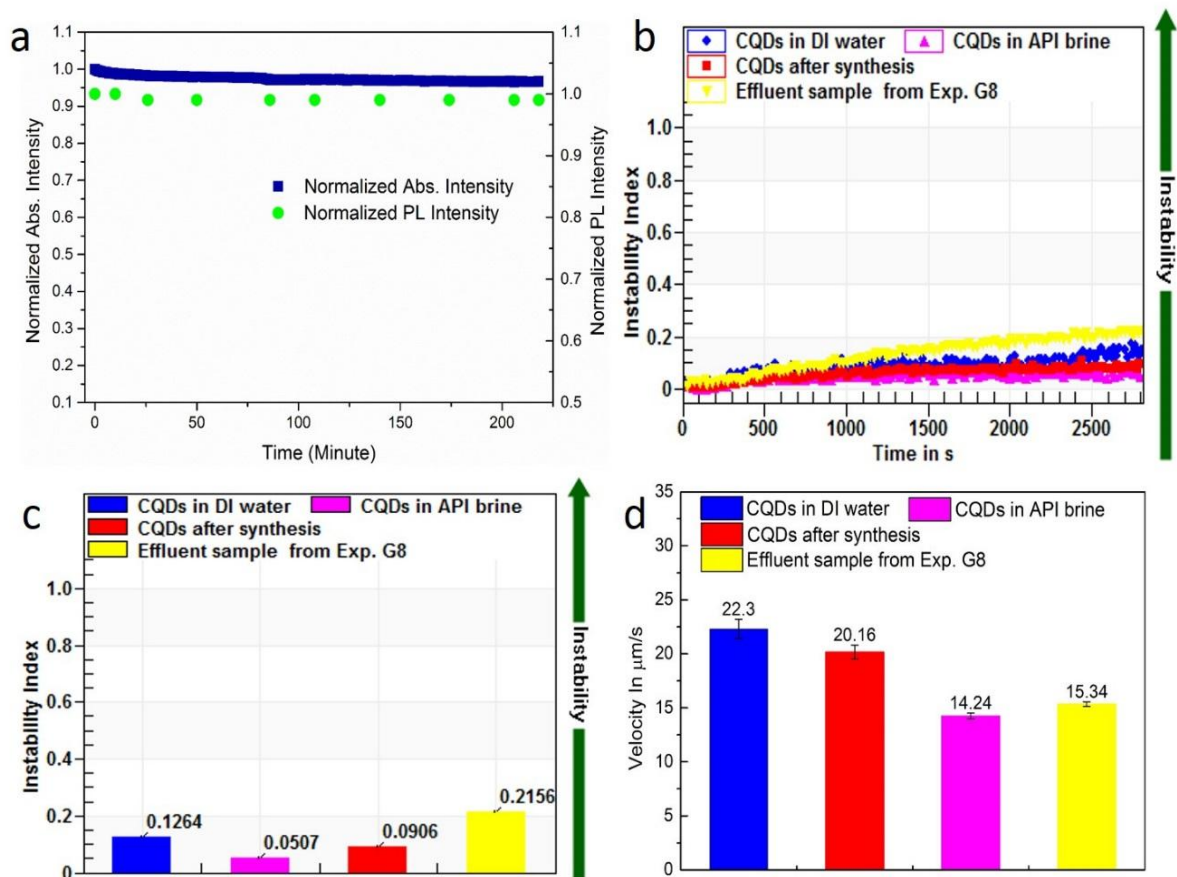 a
1.1
1.0
0.9
0.8
0.7
0.6
0.5
0.4
0.3
0.2
0.1
Normalized Abs. Intensity
1.1
1.0
0.9
0.8
0.7
0.6
0.5
Normalized PL Intensity
Normalized Abs. Intensity
Normalized PL Intensity
0 50 100 150 200
Time (Minute)
b
CQDs in DI water CQDs in API brine
CQDs after synthesis
Effluent sample from Exp. G8
Instability Index
1.0
0.8
0.6
0.4
0.2
0
0 500 1000 1500 2000 2500
Time in s
Instability
c
CQDs in DI water CQDs in API brine
CQDs after synthesis
Effluent sample from Exp. G8
Instability Index
1.0
0.8
0.6
0.4
0.2
0
0.1264
0.0507
0.0906
0.2156
Instability
d
CQDs in DI water CQDs in API brine
CQDs after synthesis
Effluent sample from Exp. G8
Velocity In μm/s
35
30
25
20
15
10
5
0
22.3
20.16
14.24
15.34